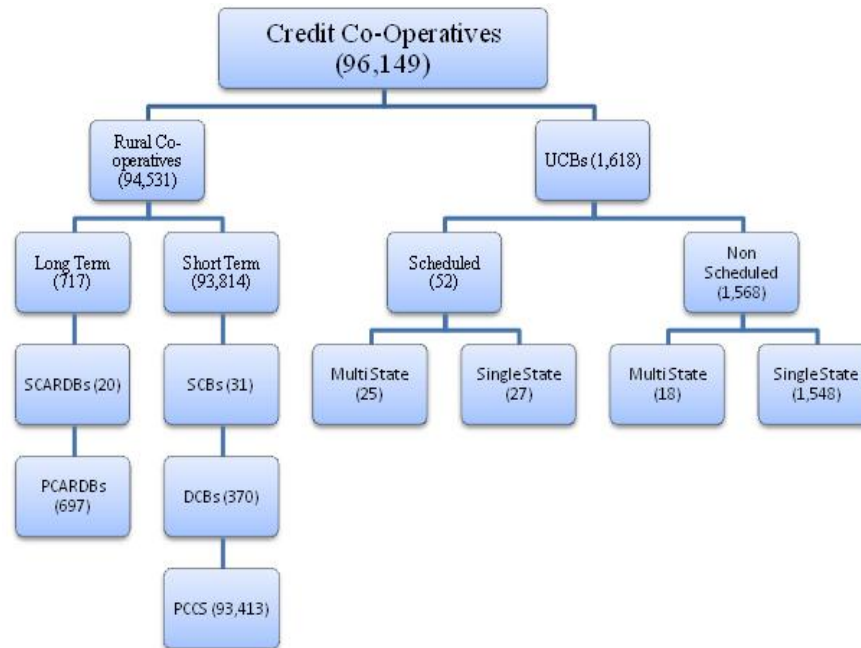 Credit Co-Operatives
(96,149)
Rural Co-
operatives
(94,531)
UCBs (1,618)
Long Term
(717)
Short Term
(93,814)
Scheduled
(52)
Non
Scheduled
(1,568)
SCARDBs (20)
SCBs (31)
Multi State
(25)
Single State
(27)
Multi State
(18)
Single State
(1,548)
PCARDBs
(697)
DCBs (370)
PCCS (93,413)